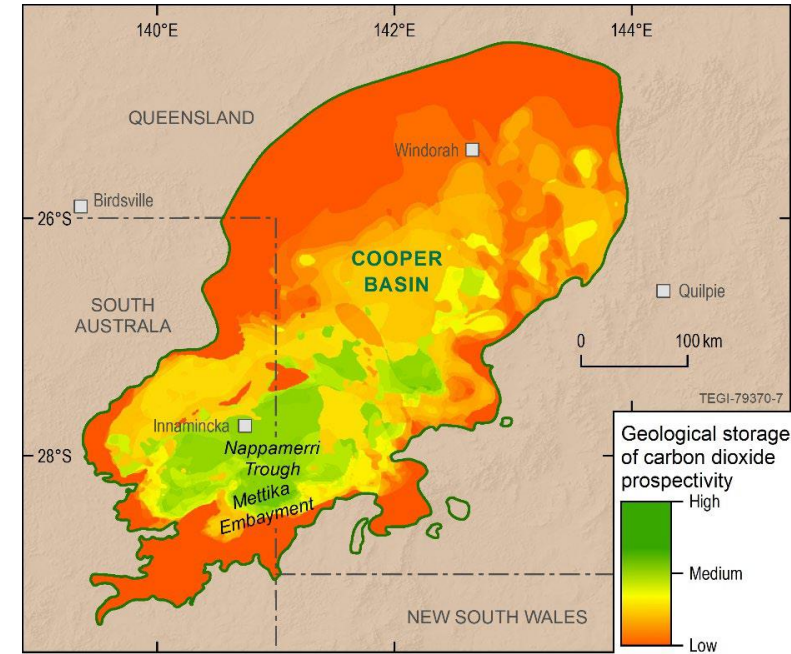 140°E
142°E
144°E
QUEENSLAND
Windorah
Birdsville
26°S
COOPER
BASIN
Quilpie
SOUTH
AUSTRALA
0
100 km
TEGI-79370-7
Innamincka
Nappamerri
Trough
28°S
Mettika
Embayment
Geological storage
of carbon dioxide
prospectivity
High
Medium
Low
NEW SOUTH WALES